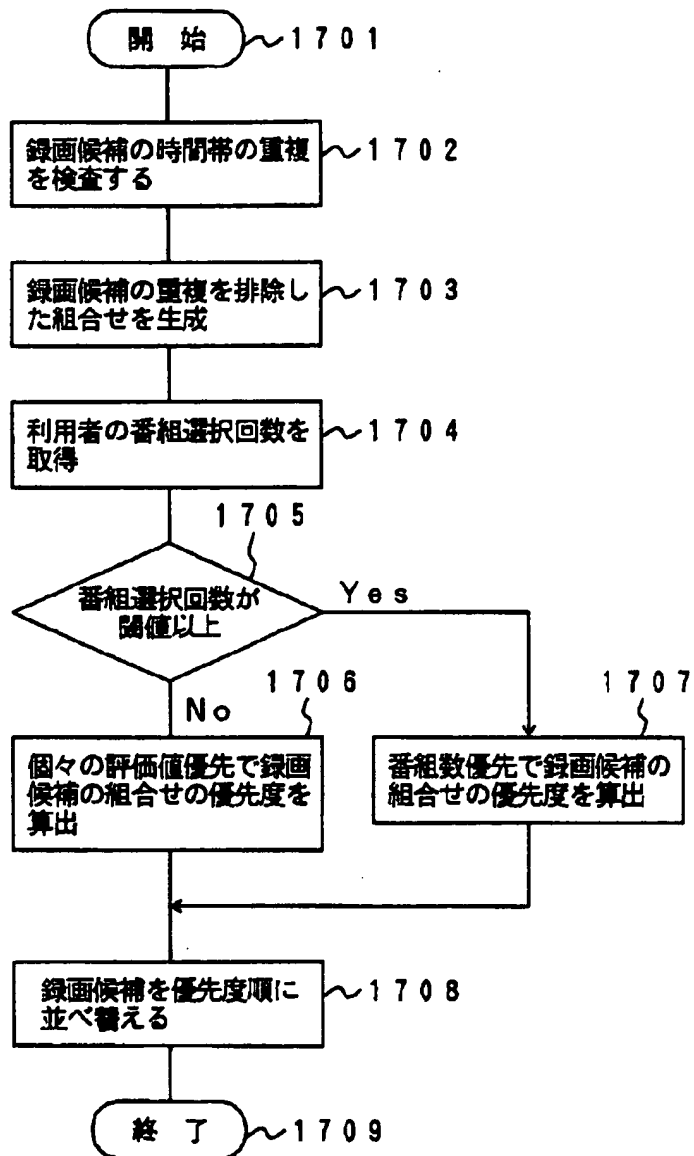 開 始
1701
録画候補の時間帯の重複
を検査する
1702
録画候補の重複を排除し
た組合せを生成
1703
利用者の番組選択回数を
取得
1704
1705
番組選択回数が
閾値以上
Yes
No
1706
1707
個々の評価値優先で録画
候補の組合せの優先度を
算出
番組数優先で録画候補の
組合せの優先度を算出
録画候補を優先度順に
並べ替える
1708
終 了
1709